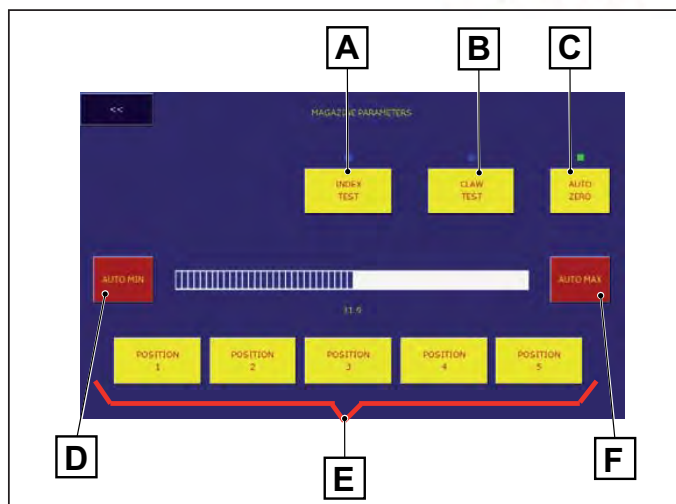 A B C
<<
MAGAZINE PARAMETERS
INDEX TEST
CLAW TEST
AUTO ZERO
AUTO MIN
AUTO MAX
POSITION 1
POSITION 2
POSITION 3
POSITION 4
POSITION 5
D
E
F